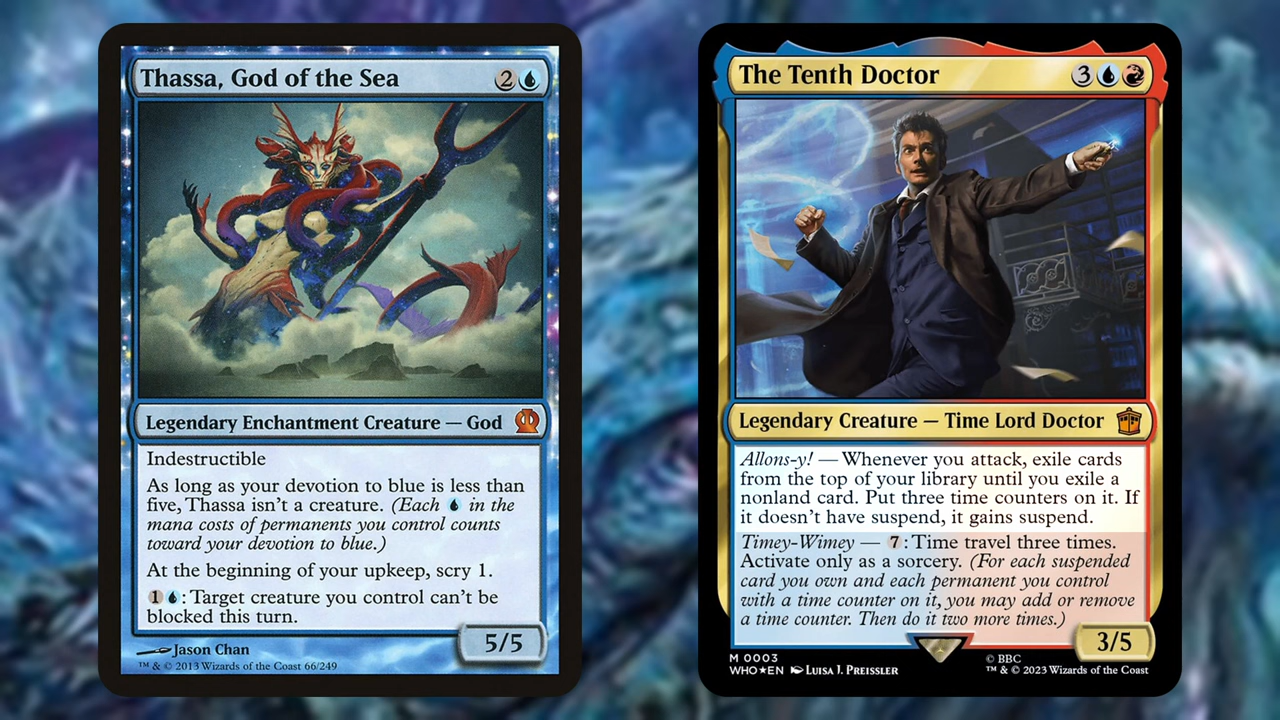 Thassa, God of the Sea
2
Legendary Enchantment Creature — God
Indestructible
As long as your devotion to blue is less than
five, Thassa isn't a creature. (Each in the
mana costs of permanents you control counts
toward your devotion to blue.)
At the beginning of your upkeep, scry 1.
1 : Target creature you control can't be
blocked this turn.
5/5
Jason Chan
™ & © 2013 Wizards of the Coast 66/249
The Tenth Doctor
3
Legendary Creature — Time Lord Doctor
Allons-y! — Whenever you attack, exile cards
from the top of your library until you exile a
nonland card. Put three time counters on it. If
it doesn't have suspend, it gains suspend.
Timey-Wimey — 7: Time travel three times.
Activate only as a sorcery. (For each suspended
card you own and each permanent you control
with a time counter on it, you may add or remove
a time counter. Then do it two more times.)
3/5
M 0003
WHO★EN Luisa J. Preissler
© BBC
™ & © 2023 Wizards of the Coast